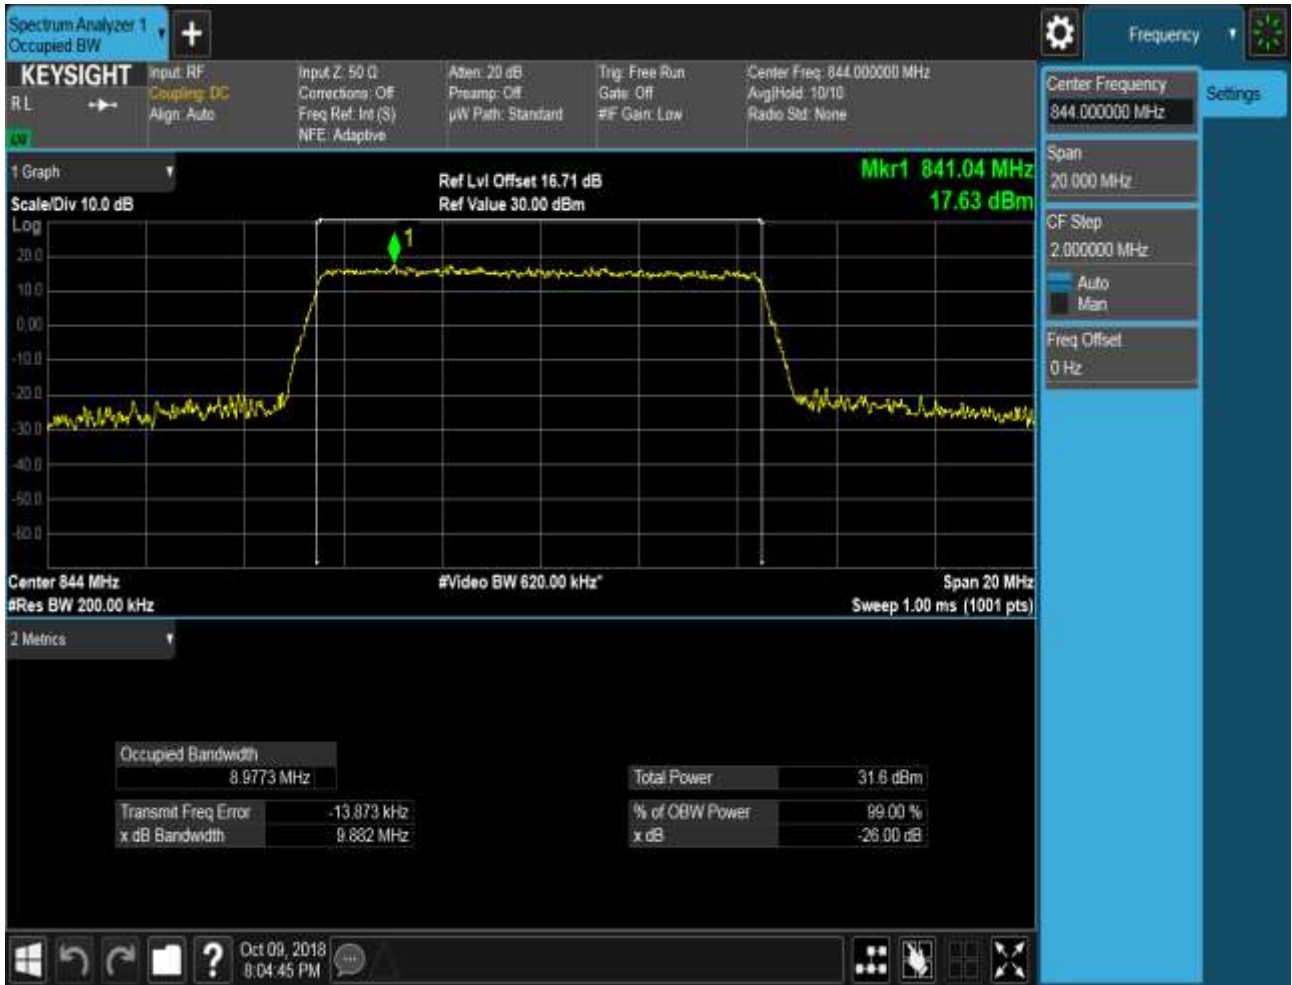 Spectrum Analyzer 1
Occupied BW
Frequency
KEYSIGHT
RL
LW
Input: RF
Coupling: DC
Align: Auto
Input Z: 50 Ω
Corrections: Off
Freq Ref: Int (S)
NFE: Adaptive
Atten: 20 dB
Preamp: Off
µW Path: Standard
Trig: Free Run
Gate: Off
#IF Gain: Low
Center Freq: 844.000000 MHz
Avg|Hold: 10/10
Radio Std: None
Center Frequency
844.000000 MHz
Settings
Span
20.000 MHz
CF Step
2.000000 MHz
Auto
Man
Freq Offset
0 Hz
1 Graph
Scale/Div 10.0 dB
Ref Lvl Offset 16.71 dB
Ref Value 30.00 dBm
Mkr1 841.04 MHz
17.63 dBm
Log
20.0
10.0
0.00
-10.0
-20.0
-30.0
-40.0
-50.0
-60.0
1
Center 844 MHz
#Video BW 620.00 kHz*
Span 20 MHz
#Res BW 200.00 kHz
Sweep 1.00 ms (1001 pts)
2 Metrics
Occupied Bandwidth
8.9773 MHz
Total Power 31.6 dBm
Transmit Freq Error -13.873 kHz
% of OBW Power 99.00 %
x dB Bandwidth 9.882 MHz
x dB -26.00 dB
Oct 09, 2018
8:04:45 PM